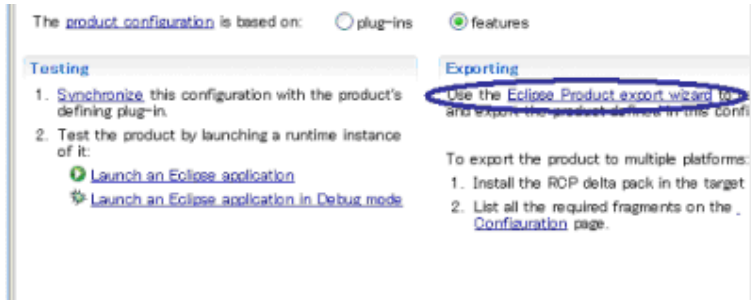 The product configuration is based on: plug-ins features
Testing
1. Synchronize this configuration with the product's
defining plug-in.
2. Test the product by launching a runtime instance
of it:
Launch an Eclipse application
Launch an Eclipse application in Debug mode
Exporting
Use the Eclipse Product export wizard to
and export the product defined in this confi
To export the product to multiple platforms:
1. Install the RCP delta pack in the target
2. List all the required fragments on the
Configuration page.